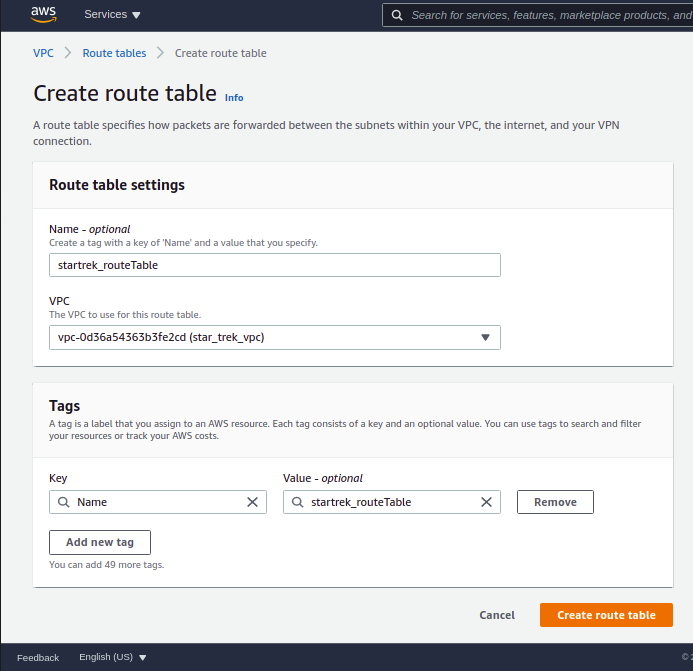 aws Services Search for services, features, marketplace products, and
VPC > Route tables > Create route table
Create route table Info
A route table specifies how packets are forwarded between the subnets within your VPC, the internet, and your VPN
connection.
Route table settings
Name - optional
Create a tag with a key of 'Name' and a value that you specify.
startrek_routeTable
VPC
The VPC to use for this route table.
vpc-0d36a54363b3fe2cd (star_trek_vpc)
Tags
A tag is a label that you assign to an AWS resource. Each tag consists of a key and an optional value. You can use tags to search and filter
your resources or track your AWS costs.
Key Value - optional
Name startrek_routeTable Remove
Add new tag
You can add 49 more tags.
Cancel Create route table
Feedback English (US) ©